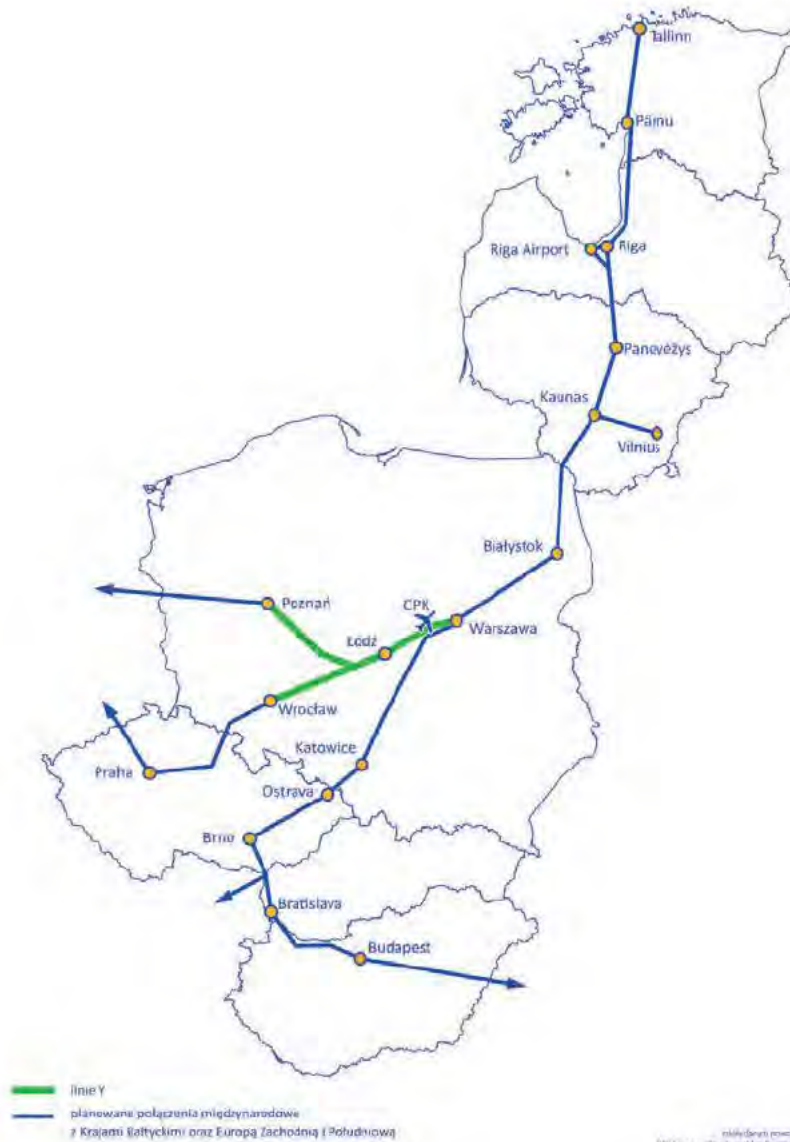 Tallinn
Pärnu
Riga Airport
Riga
Panevėžys
Kaunas
Vilnius
Białystok
Poznań
CPK
Warszawa
Łódź
Wrocław
Katowice
Praha
Ostrava
Brno
Bratislava
Budapest
linie Y
planowane połączenia międzynarodowe
z Krajami Bałtyckimi oraz Europą Zachodnią i Południową